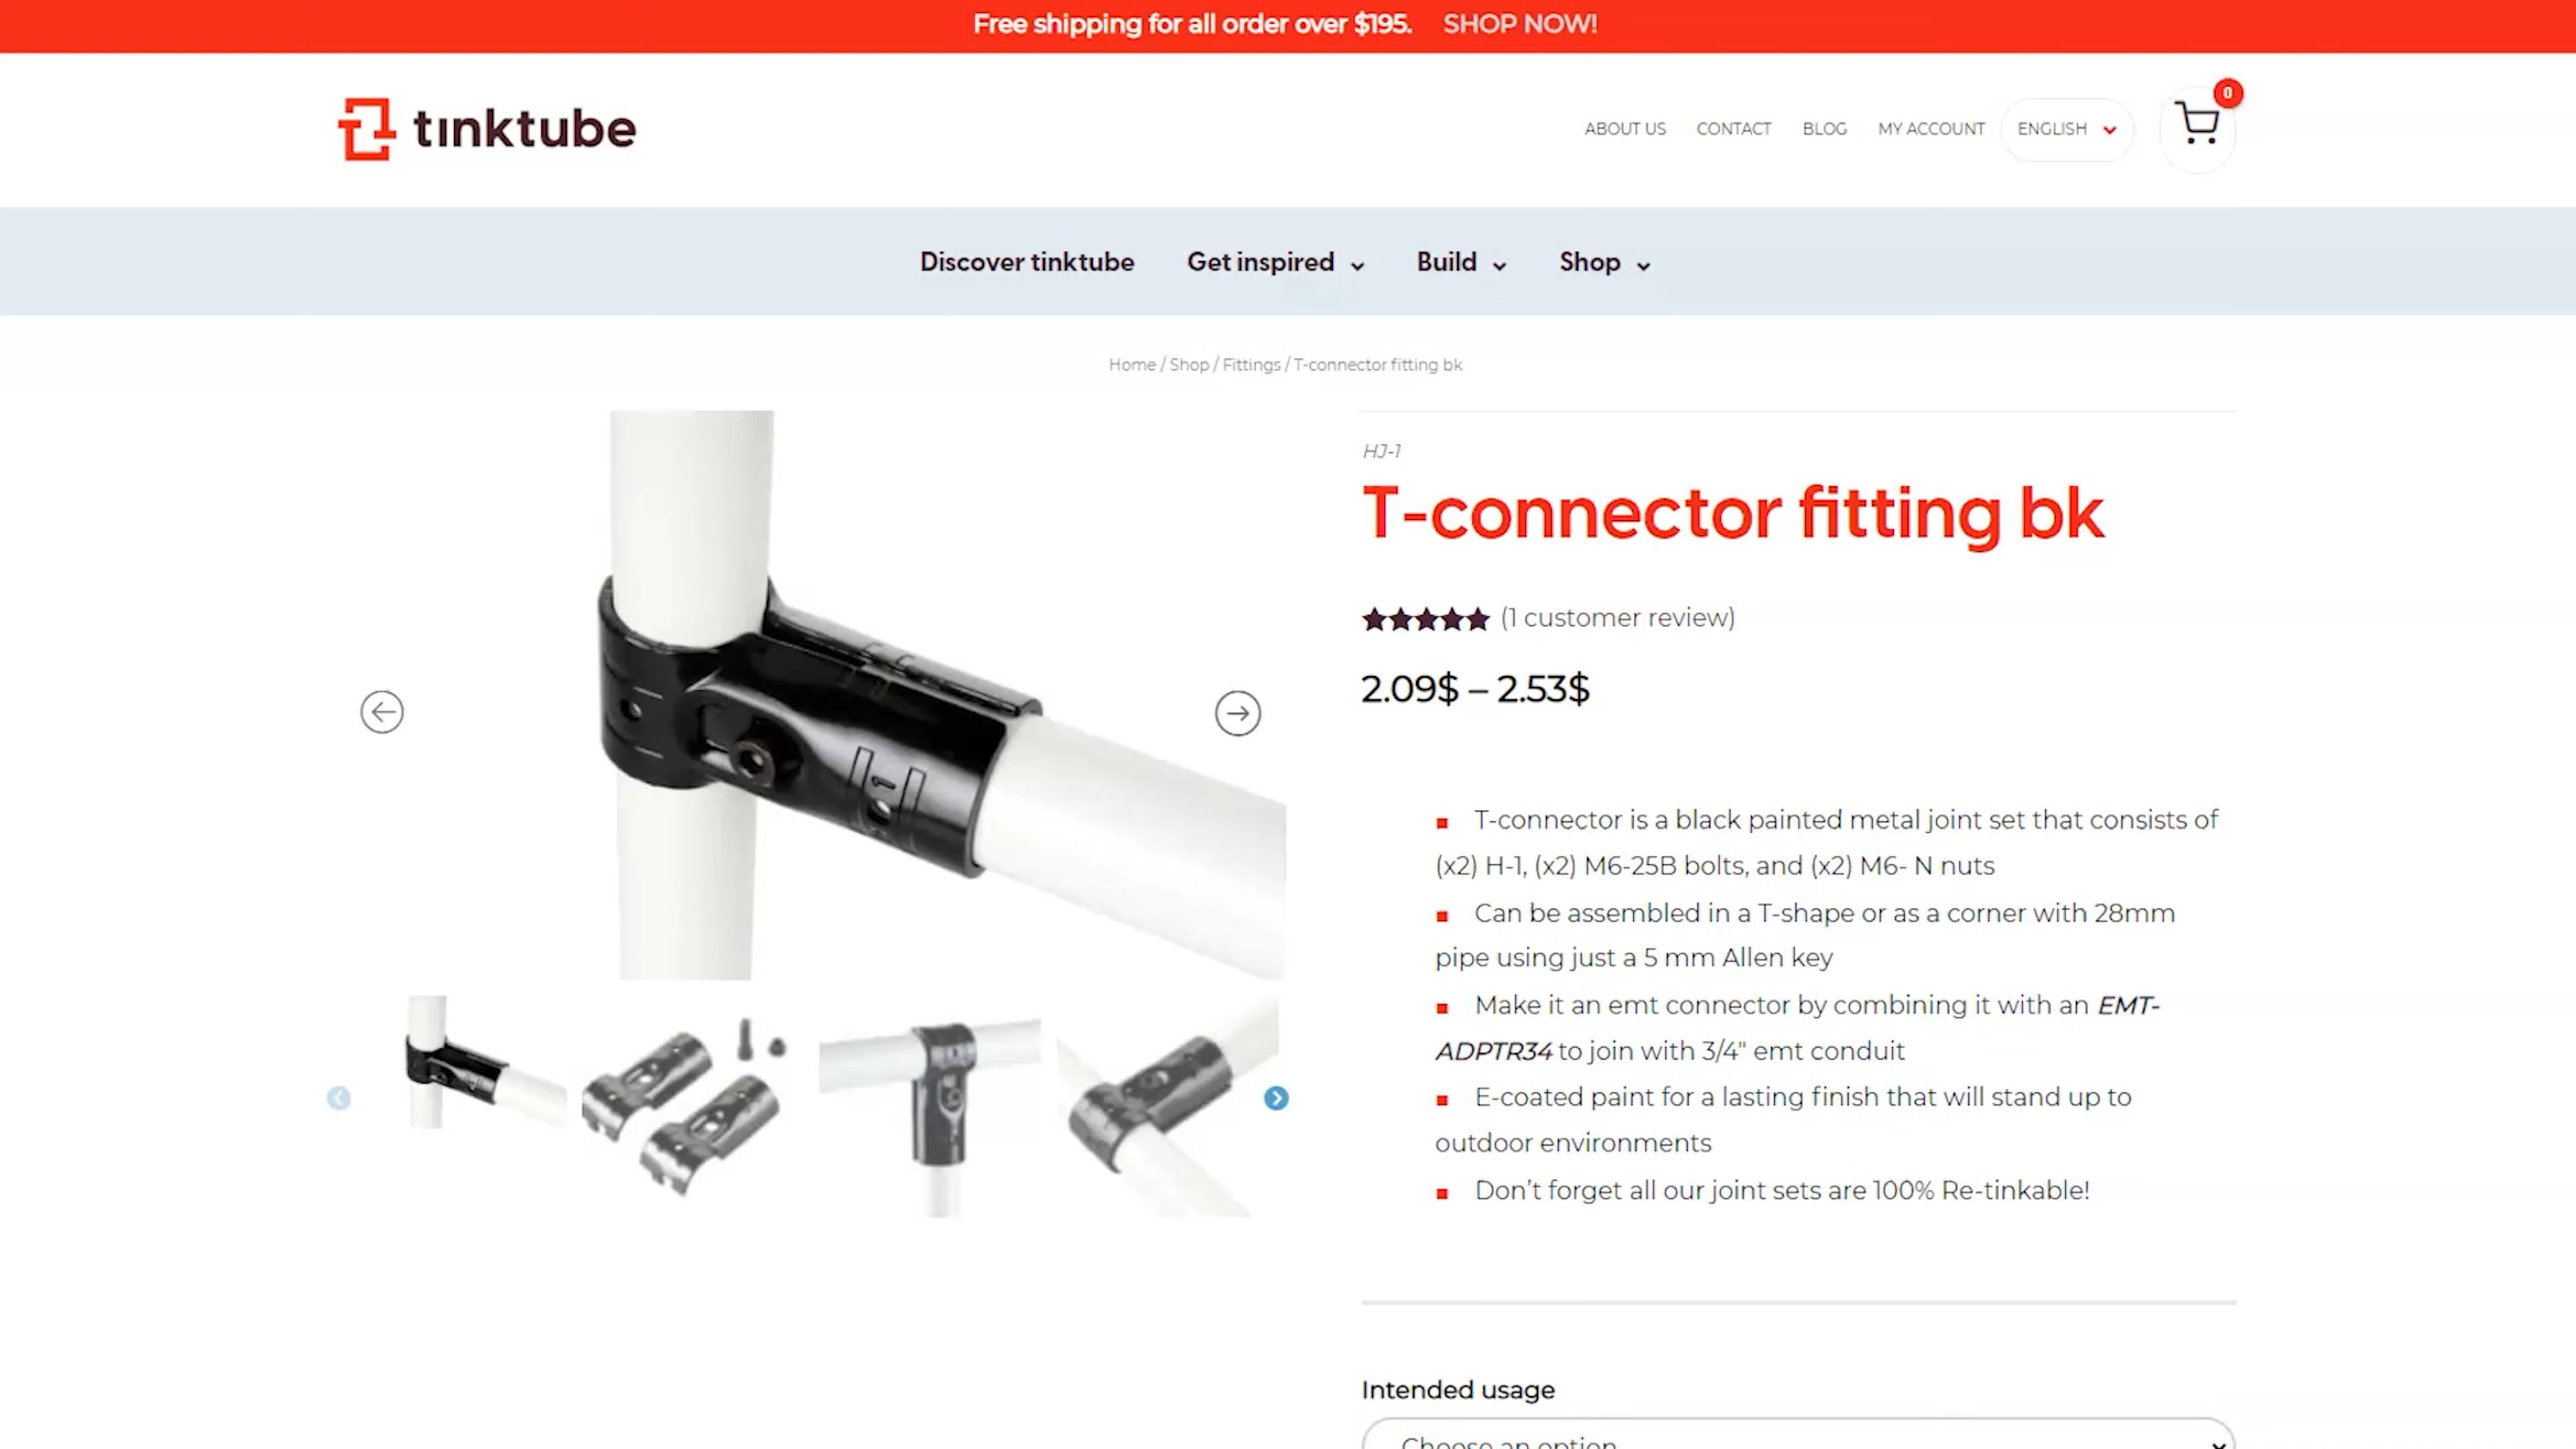 Free shipping for all order over $195. SHOP NOW!
tinktube
ABOUT US CONTACT BLOG MY ACCOUNT ENGLISH 0
Discover tinktube Get inspired Build Shop
Home / Shop / Fittings / T-connector fitting bk
HJ-1
T-connector fitting bk
(1 customer review)
2.09$ – 2.53$
1
T-connector is a black painted metal joint set that consists of
(x2) H-1, (x2) M6-25B bolts, and (x2) M6- N nuts
Can be assembled in a T-shape or as a corner with 28mm
pipe using just a 5 mm Allen key
Make it an emt connector by combining it with an EMT-
ADPTR34 to join with 3/4" emt conduit
E-coated paint for a lasting finish that will stand up to
outdoor environments
Don't forget all our joint sets are 100% Re-tinkable!
Intended usage
Choose an option